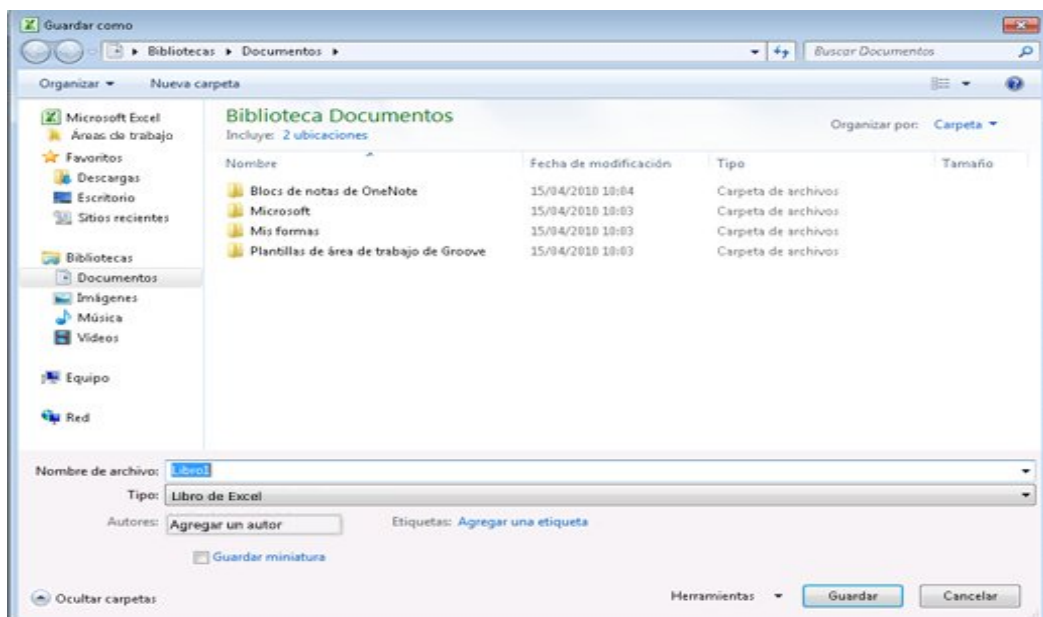 Guardar como
Bibliotecas ▸ Documentos ▸ Buscar Documentos
Organizar Nueva carpeta
Microsoft Excel
Áreas de trabajo
Favoritos
Descargas
Escritorio
Sitios recientes
Bibliotecas
Documentos
Imágenes
Música
Vídeos
Equipo
Red
Biblioteca Documentos
Incluye: 2 ubicaciones
Organizar por: Carpeta
Nombre Fecha de modificación Tipo Tamaño
Blocs de notas de OneNote 15/04/2010 10:04 Carpeta de archivos
Microsoft 15/04/2010 10:03 Carpeta de archivos
Mis formas 15/04/2010 10:03 Carpeta de archivos
Plantillas de área de trabajo de Groove 15/04/2010 10:03 Carpeta de archivos
Nombre de archivo: Libro1
Tipo: Libro de Excel
Autores: Agregar un autor Etiquetas: Agregar una etiqueta
Guardar miniatura
Ocultar carpetas Herramientas Guardar Cancelar